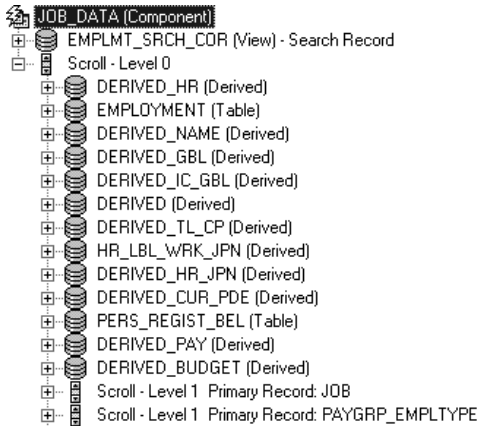 JOB_DATA (Component)
EMPLMT_SRCH_COR (View) - Search Record
Scroll - Level 0
DERIVED_HR (Derived)
EMPLOYMENT (Table)
DERIVED_NAME (Derived)
DERIVED_GBL (Derived)
DERIVED_IC_GBL (Derived)
DERIVED (Derived)
DERIVED_TL_CP (Derived)
HR_LBL_WRK_JPN (Derived)
DERIVED_HR_JPN (Derived)
DERIVED_CUR_PDE (Derived)
PERS_REGIST_BEL (Table)
DERIVED_PAY (Derived)
DERIVED_BUDGET (Derived)
Scroll - Level 1 Primary Record: JOB
Scroll - Level 1 Primary Record: PAYGRP_EMPLTYPE